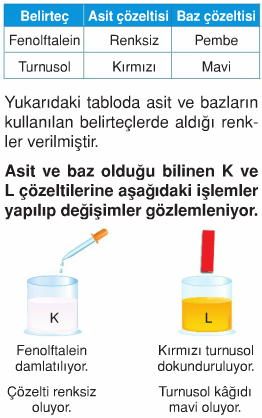 Belirteç Asit çözeltisi Baz çözeltisi
Fenolftalein Renksiz Pembe
Turnusol Kırmızı Mavi
Yukarıdaki tabloda asit ve bazların
kullanılan belirteçlerde aldığı renk-
ler verilmiştir.
Asit ve baz olduğu bilinen K ve
L çözeltilerine aşağıdaki işlemler
yapılıp değişimler gözlemleniyor.
K L
Fenolftalein Kırmızı turnusol
damlatılıyor. dokunduruluyor.
Çözelti renksiz Turnusol kâğıdı
oluyor. mavi oluyor.